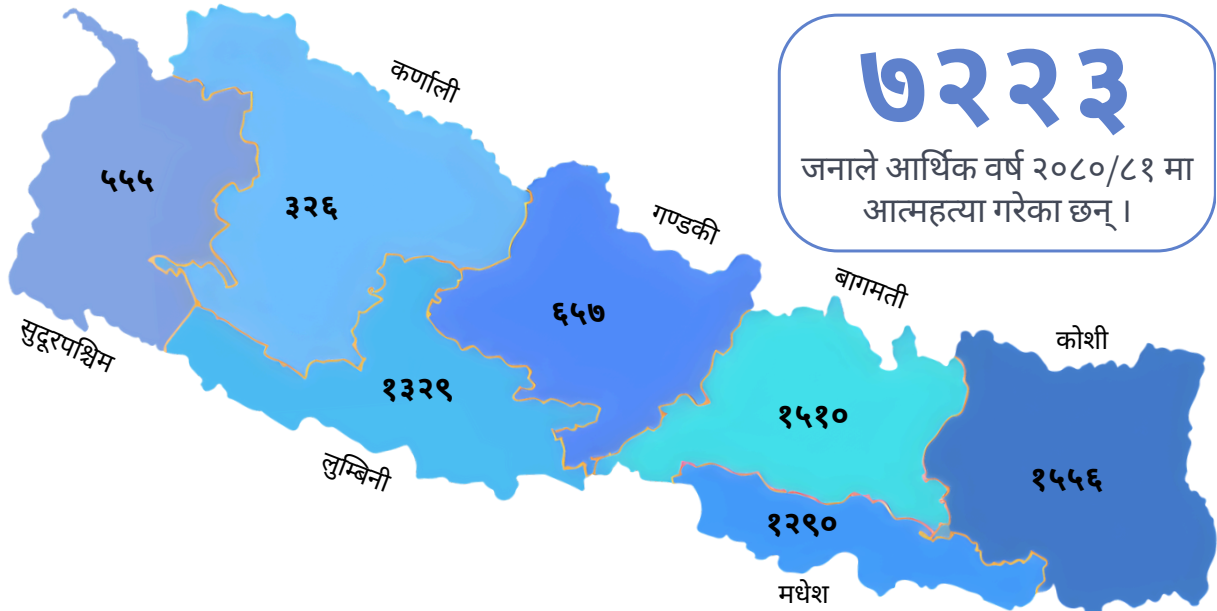 ७२२३
जनाले आर्थिक वर्ष २०८०/८१ मा
आत्महत्या गरेका छन् ।
कर्णाली
५५५
३२६
गण्डकी
बागमती
६५७
सुदूरपश्चिम
कोशी
१३२९
१५१०
लुम्बिनी
१५५६
१२९०
मधेश